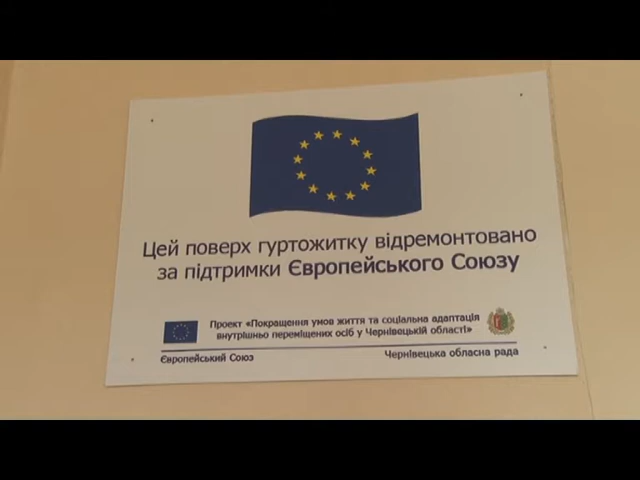 Цей поверх гуртожитку відремонтовано
за підтримки Європейського Союзу
Проект «Покращення умов життя та соціальна адаптація
внутрішньо переміщених осіб у Чернівецькій області»
Європейський Союз
Чернівецька обласна рада